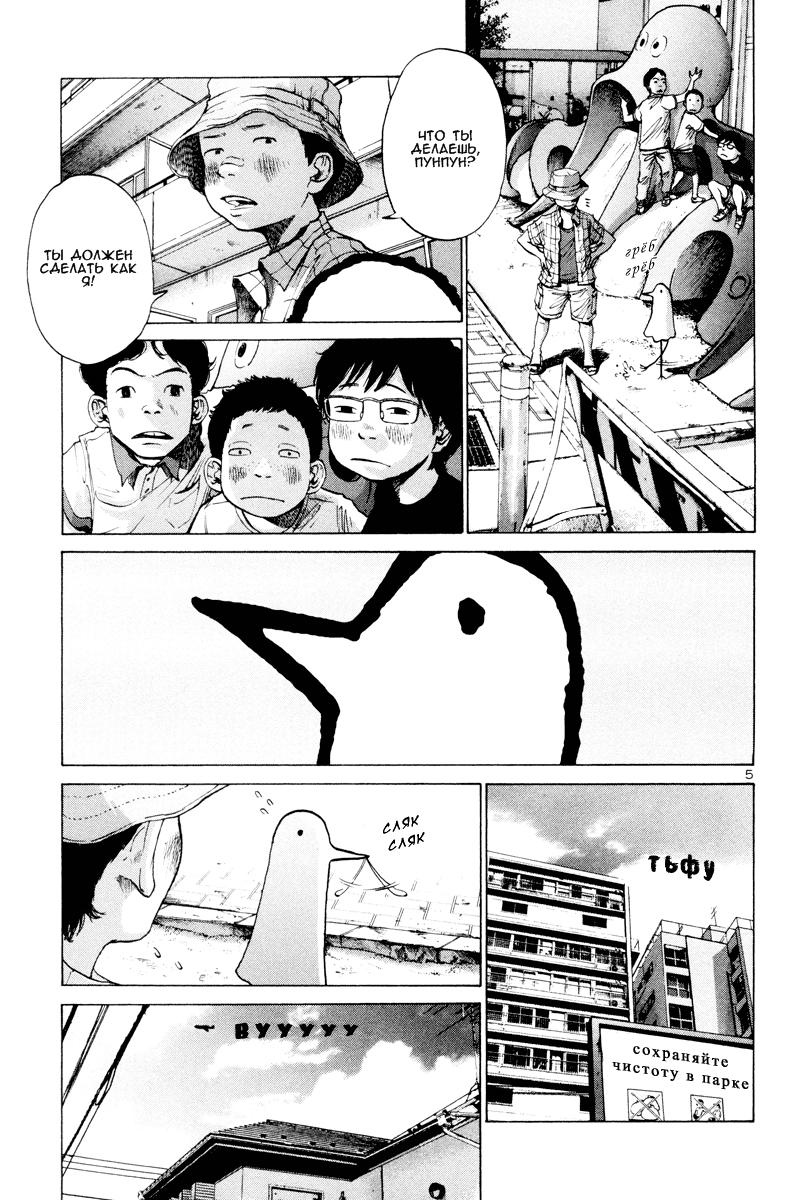 ЧТО ТЫ
ДЕЛАЕШЬ,
ПУНПУН?
ТЫ ДОЛЖЕН
СДЕЛАТЬ КАК
Я!
грёб
грёб
5
СЛЯК
СЛЯК
тьфу
сохраняйте
чистоту в парке
~ ВУУУУУ